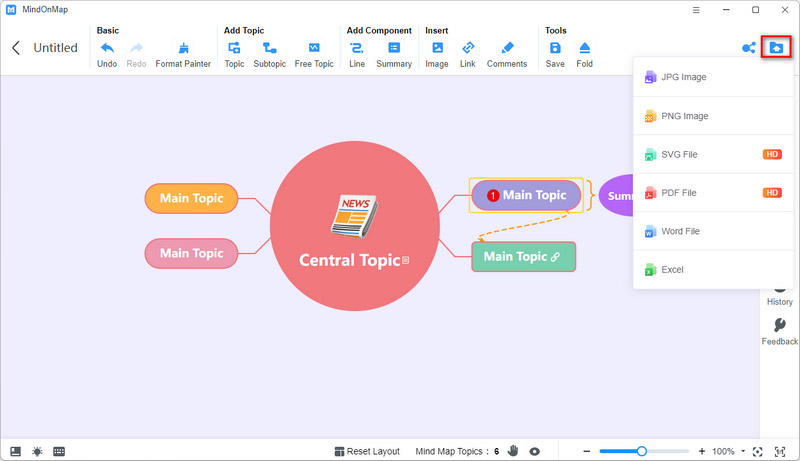 MindOnMap
Untitled
Basic
Undo
Redo
Format Painter
Add Topic
Topic
Subtopic
Free Topic
Add Component
Line
Summary
Insert
Image
Link
Comments
Tools
Save
Fold
JPG Image
PNG Image
SVG File HD
PDF File HD
Word File
Excel
Main Topic
Main Topic
NEWS
Central Topic
1 Main Topic
Main Topic
Summ
History
Feedback
Reset Layout
Mind Map Topics : 6
100%